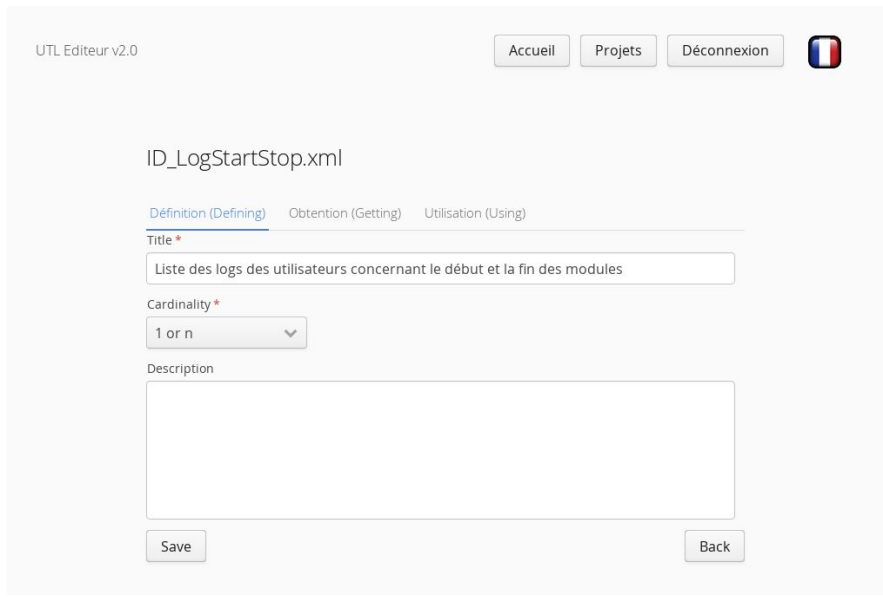 UTL Editeur v2.0
Accueil Projets Déconnexion
ID_LogStartStop.xml
Définition (Defining) Obtention (Getting) Utilisation (Using)
Title *
Liste des logs des utilisateurs concernant le début et la fin des modules
Cardinality *
1 or n
Description
Save Back